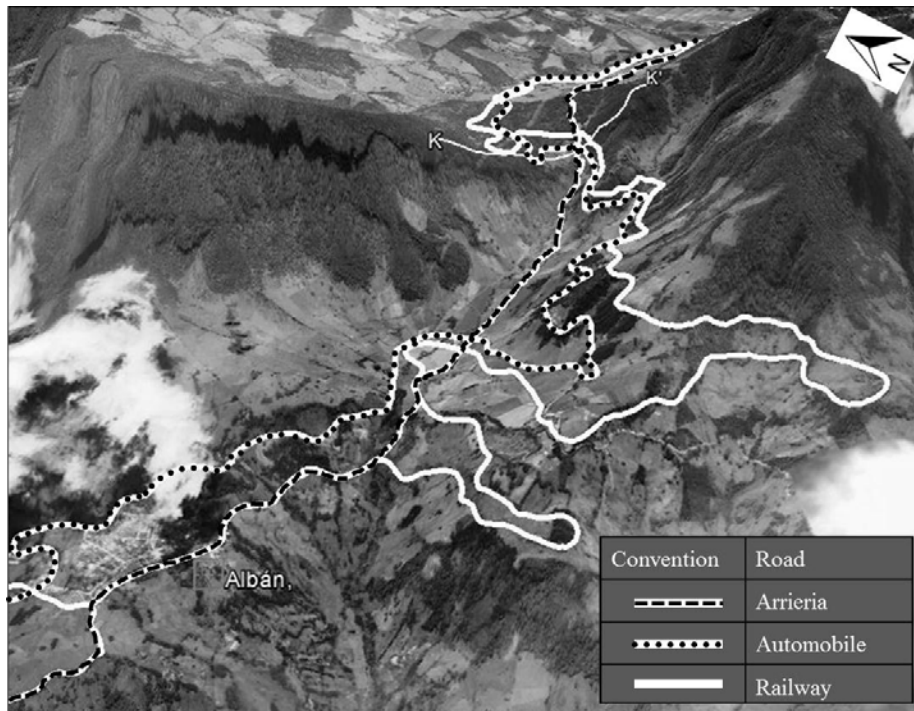 N
K'
K
Albán,
Convention Road
Arrieria
Automobile
Railway